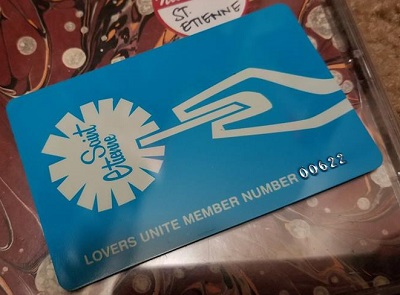 ST.
ETIENNE
Saint
Etienne
LOVERS UNITE MEMBER NUMBER 00622